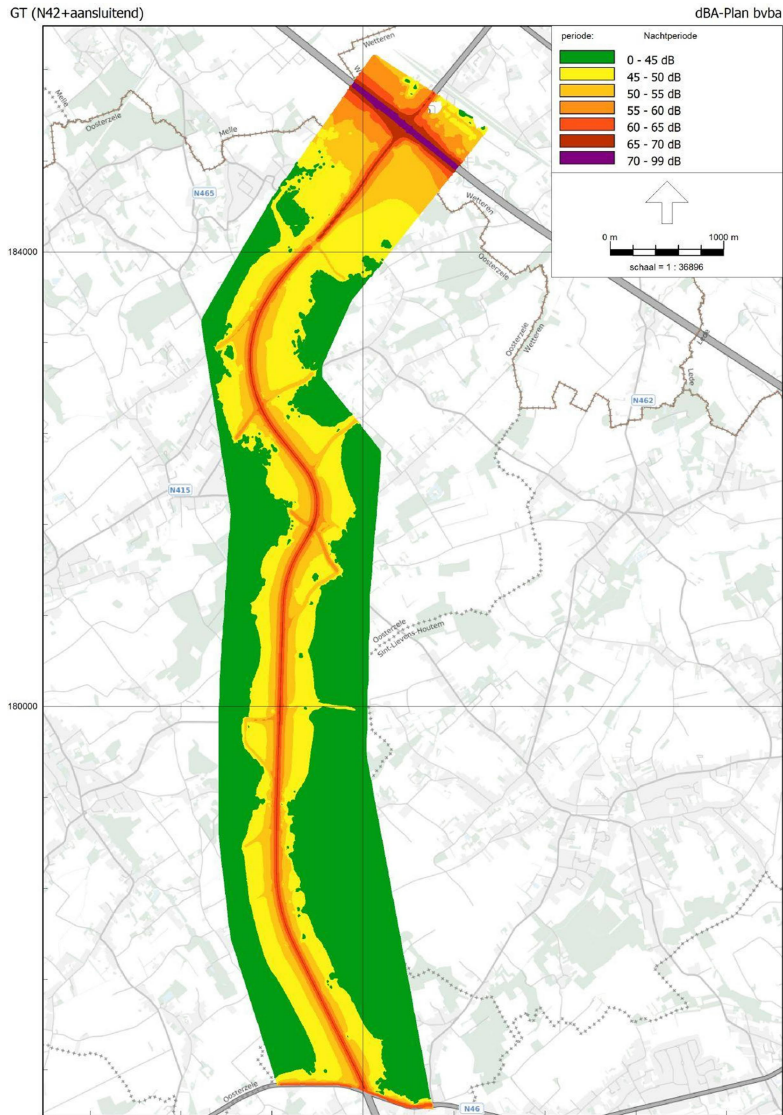 GT (N42+aansluitend)
dBA-Plan bvba
periode: Nachtperiode
0 - 45 dB
45 - 50 dB
50 - 55 dB
55 - 60 dB
60 - 65 dB
65 - 70 dB
70 - 99 dB
0 m 1000 m
schaal = 1 : 36896
Wetteren
Melle
Oosterzele
Melle
N465
Wetteren
184000
Oosterzele
Oosterzele
Wetteren
Lede
Lede
N462
N415
Oosterzele
Sint-Lievens-Houtem
180000
Oosterzele
N46